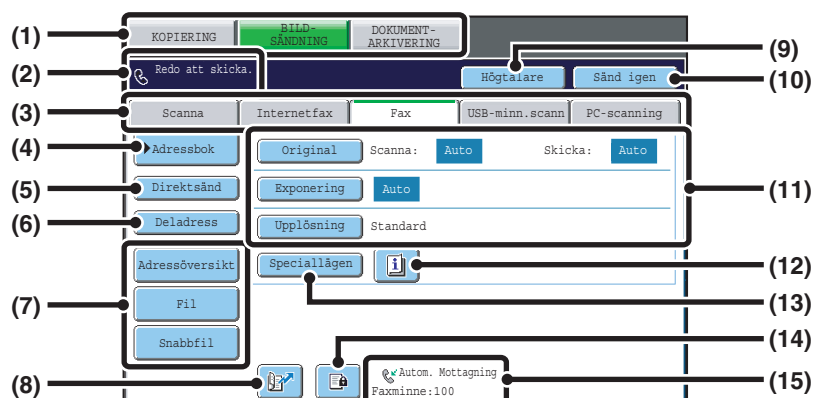 KOPIERING
BILD-
SÄNDNING
DOKUMENT-
ARKIVERING
(1)
(2)
Redo att skicka.
Högtalare
Sänd igen
(9)
(10)
(3)
Scanna
Internetfax
Fax
USB-minn.scann
PC-scanning
(4)
Adressbok
Original
Scanna:
Auto
Skicka:
Auto
(5)
Direktsänd
Exponering
Auto
(11)
(6)
Deladress
Upplösning
Standard
(7)
Adressöversikt
Speciallägen
(12)
Fil
(13)
Snabbfil
(14)
(8)
Autom. Mottagning
Faxminne:100
(15)